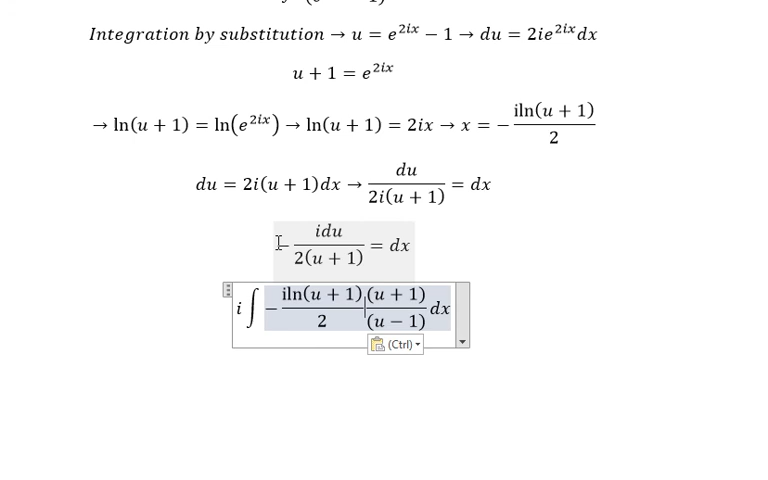 Integration by substitution → u = e^{2ix} − 1 → du = 2ie^{2ix}dx
u + 1 = e^{2ix}
→ ln(u + 1) = ln(e^{2ix}) → ln(u + 1) = 2ix → x = − iln(u + 1) / 2
du = 2i(u + 1)dx → du / 2i(u + 1) = dx
− idu / 2(u + 1) = dx
i ∫ − iln(u + 1) / 2 (u + 1) / (u − 1) dx
(Ctrl)